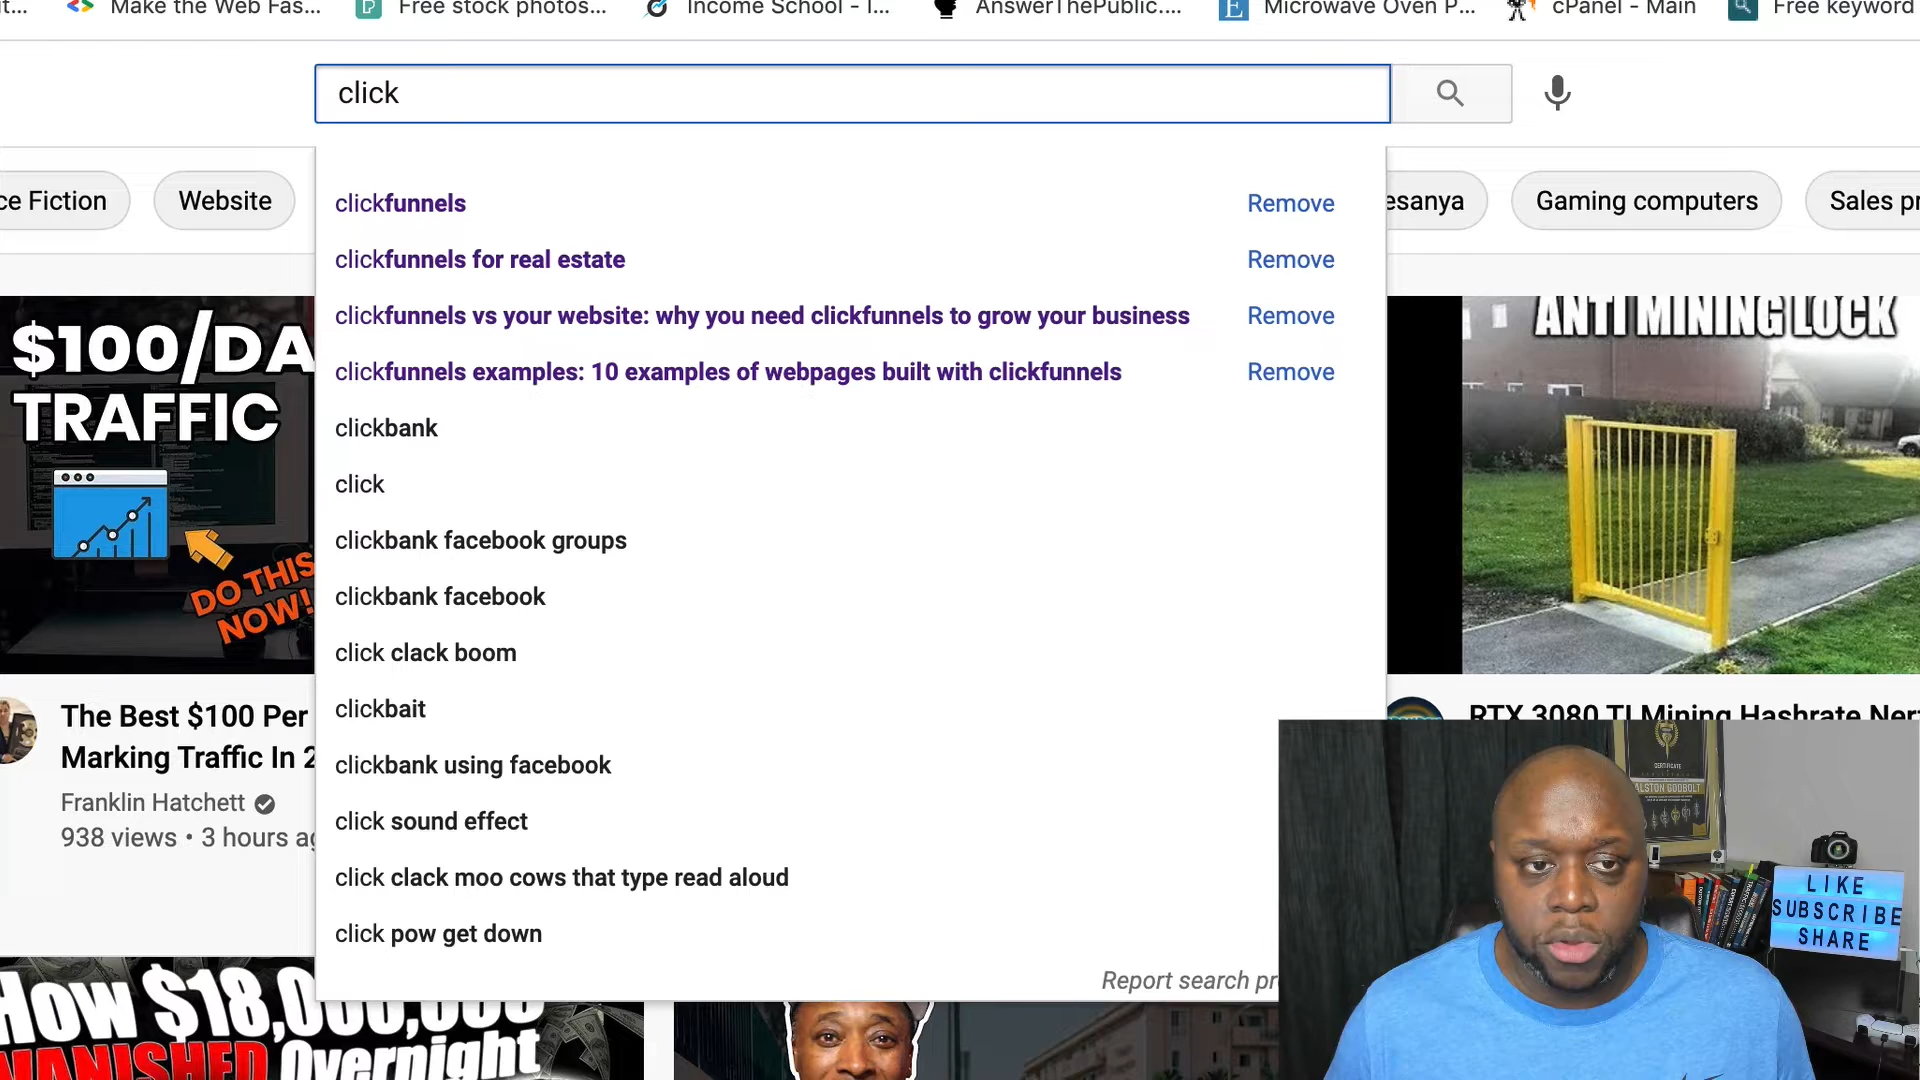 Make the Web Fas...
Free stock photos...
Income School - I...
AnswerThePublic....
Microwave Oven P...
cPanel - Main
Free keyword
click
ce Fiction
Website
esanya
Gaming computers
Sales pr
clickfunnels
Remove
clickfunnels for real estate
Remove
clickfunnels vs your website: why you need clickfunnels to grow your business
Remove
clickfunnels examples: 10 examples of webpages built with clickfunnels
Remove
clickbank
click
clickbank facebook groups
clickbank facebook
click clack boom
clickbait
clickbank using facebook
click sound effect
click clack moo cows that type read aloud
click pow get down
Report search pr
$100/DA
TRAFFIC
DO THIS
NOW!
The Best $100 Per
Marking Traffic In 2
Franklin Hatchett
938 views • 3 hours ag
ANTI MINING LOCK
RTX 3080 TI Mining Hashrate Ner
How $18,000,000
VANISHED Overnight
CERTIFICATE
ALSTON GODBOLT
LIKE
SUBSCRIBE
SHARE